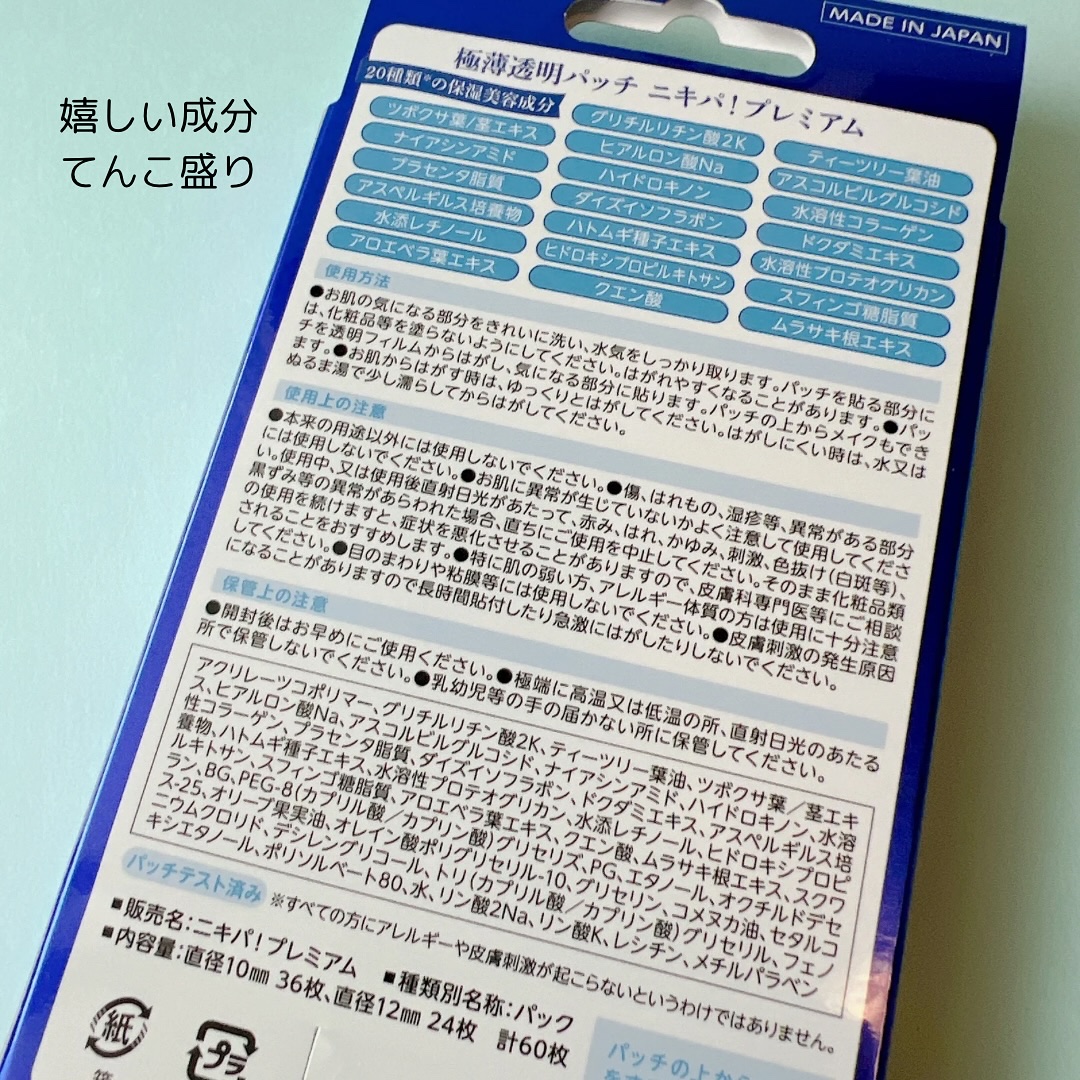 嬉しい成分
てんこ盛り
MADE IN JAPAN
極薄透明パッチ ニキパ!プレミアム
20種類※の保湿美容成分
ツボクサ葉/茎エキス
グリチルリチン酸2K
ティーツリー葉油
ナイアシンアミド
ヒアルロン酸Na
アスコルビルグルコシド
プラセンタ脂質
ハイドロキノン
水溶性コラーゲン
アスペルギルス培養物
ダイズイソフラボン
ドクダミエキス
水添レチノール
ハトムギ種子エキス
水溶性プロテオグリカン
アロエベラ葉エキス
ヒドロキシプロピルキトサン
スフィンゴ糖脂質
クエン酸
ムラサキ根エキス
使用方法
●お肌の気になる部分をきれいに洗い、水気をしっかり取ります。パッチを貼る部分に
は、化粧品等を塗らないようにしてください。はがれやすくなることがあります。●パッ
チを透明フィルムからはがし、気になる部分に貼ります。パッチの上からメイクもでき
ます。●お肌からはがす時は、ゆっくりとはがしてください。はがしにくい時は、水又は
ぬるま湯で少し濡らしてからはがしてください。
使用上の注意
●本来の用途以外には使用しないでください。●傷、はれもの、湿疹等、異常がある部分
には使用しないでください。●お肌に異常が生じていないかよく注意して使用してくださ
い。使用中、又は使用後直射日光があたって、赤み、はれ、かゆみ、刺激、色抜け(白斑等)、
黒ずみ等の異常があらわれた場合、直ちにご使用を中止してください。そのまま化粧品類
の使用を続けますと、症状を悪化させることがありますので、皮膚科専門医等にご相談
されることをおすすめします。●特に肌の弱い方、アレルギー体質の方は使用に十分注意
してください。●目のまわりや粘膜等には使用しないでください。●皮膚刺激の発生原因
になることがありますので長時間貼付したり急激にはがしたりしないでください。
保管上の注意
●開封後はお早めにご使用ください。●極端に高温又は低温の所、直射日光のあたる
所で保管しないでください。●乳幼児等の手の届かない所に保管してください。
アクリレーツコポリマー、グリチルリチン酸2K、ティーツリー葉油、ツボクサ葉/茎エキ
ス、ヒアルロン酸Na、アスコルビルグルコシド、ナイアシンアミド、ハイドロキノン、水溶
性コラーゲン、プラセンタ脂質、ダイズイソフラボン、ドクダミエキス、アスペルギルス培
養物、ハトムギ種子エキス、水溶性プロテオグリカン、水添レチノール、ヒドロキシプロピ
ルキトサン、スフィンゴ糖脂質、アロエベラ葉エキス、クエン酸、ムラサキ根エキス、スクワ
ラン、BG、PEG-8(カプリル酸/カプリン酸)グリセリズ、PG、エタノール、オクチルドデセ
ス-25、オリーブ果実油、オレイン酸ポリグリセリル-10、グリセリン、コメヌカ油、セタルコ
ニウムクロリド、デシレングリコール、トリ(カプリル酸/カプリン酸)グリセリル、フェノ
キシエタノール、ポリソルベート80、水、リン酸2Na、リン酸K、レシチン、メチルパラベン
パッチテスト済み ※すべての方にアレルギーや皮膚刺激が起こらないというわけではありません。
■販売名:ニキパ!プレミアム ■種類別名称:パック
■内容量:直径10mm 36枚、直径12mm 24枚 計60枚
紙
プラ
パッチの上から